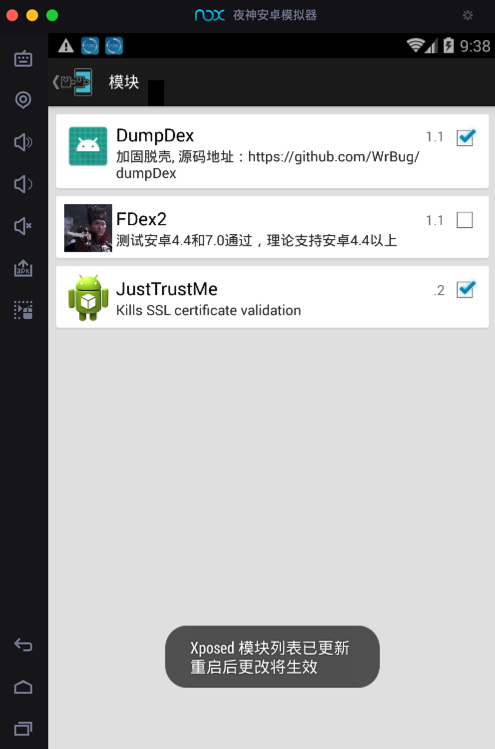 nox 夜神安卓模拟器
9:38
模块
DumpDex
1.1
加固脱壳, 源码地址：https://github.com/WrBug/
dumpDex
FDex2
1.1
测试安卓4.4和7.0通过，理论支持安卓4.4以上
JustTrustMe
.2
Kills SSL certificate validation
Xposed 模块列表已更新
重启后更改将生效